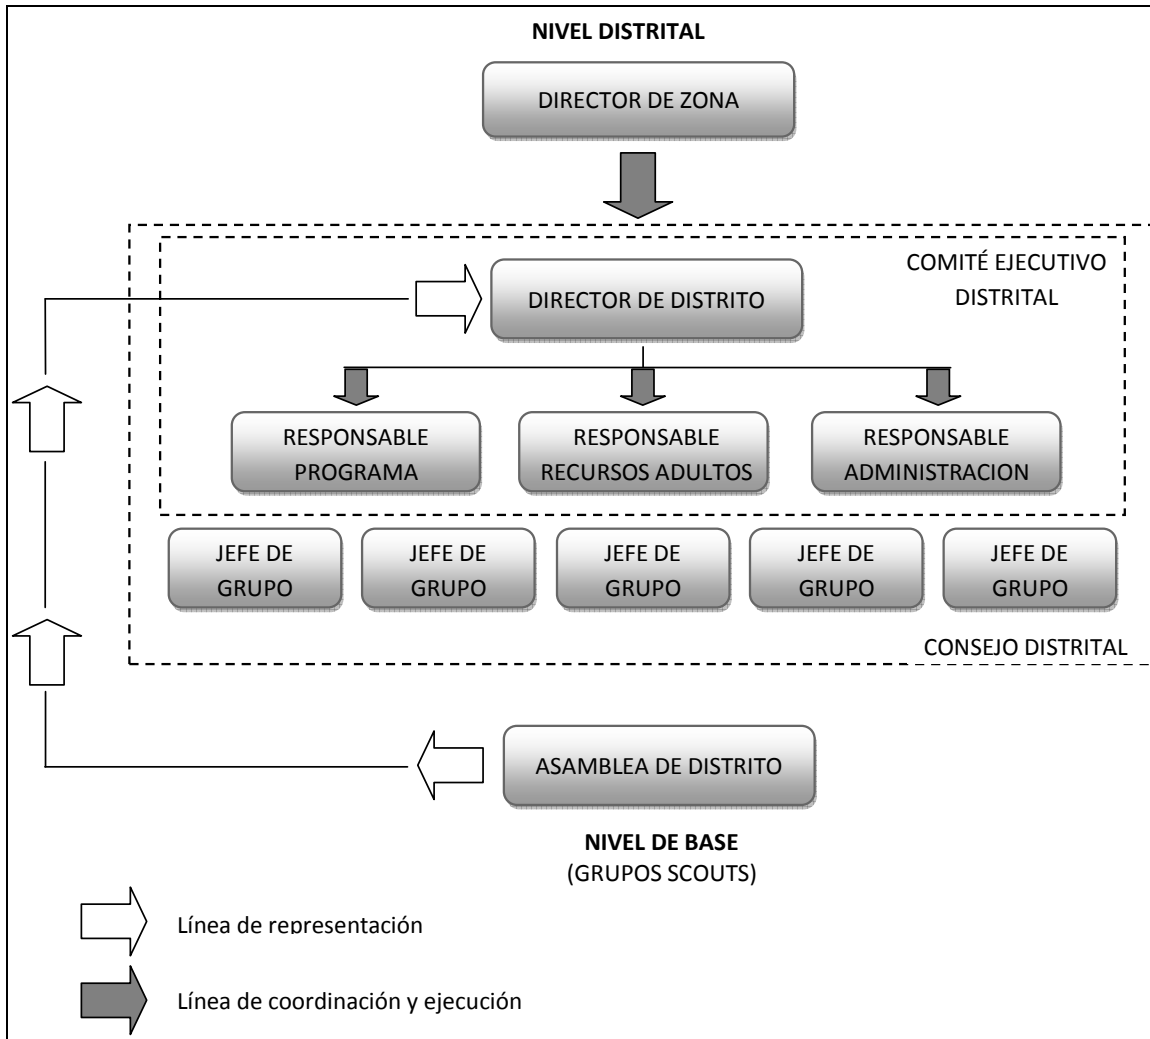 NIVEL DISTRITAL
DIRECTOR DE ZONA
COMITÉ EJECUTIVO
DISTRITAL
DIRECTOR DE DISTRITO
RESPONSABLE
PROGRAMA
RESPONSABLE
RECURSOS ADULTOS
RESPONSABLE
ADMINISTRACION
JEFE DE
GRUPO
JEFE DE
GRUPO
JEFE DE
GRUPO
JEFE DE
GRUPO
JEFE DE
GRUPO
CONSEJO DISTRITAL
ASAMBLEA DE DISTRITO
NIVEL DE BASE
(GRUPOS SCOUTS)
Línea de representación
Línea de coordinación y ejecución